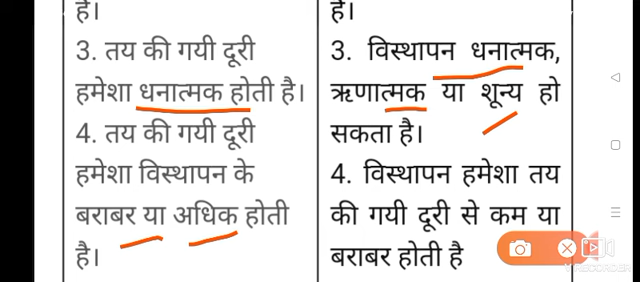 है।
3. तय की गयी दूरी
हमेशा धनात्मक होती है।
4. तय की गयी दूरी
हमेशा विस्थापन के
बराबर या अधिक होती
है।
है।
3. विस्थापन धनात्मक,
ऋणात्मक या शून्य हो
सकता है।
4. विस्थापन हमेशा तय
की गयी दूरी से कम या
बराबर होती है